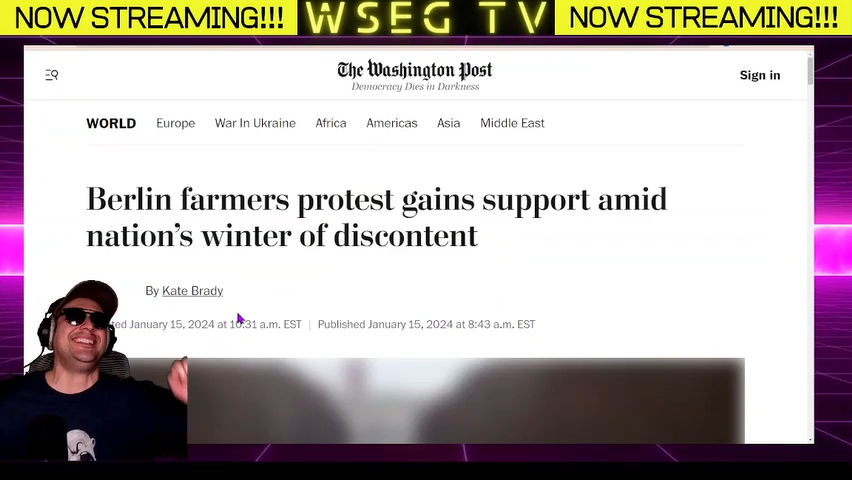 NOW STREAMING!!!
WSEG TV
NOW STREAMING!!!
The Washington Post
Democracy Dies in Darkness
Sign in
WORLD Europe War In Ukraine Africa Americas Asia Middle East
Berlin farmers protest gains support amid
nation's winter of discontent
By Kate Brady
January 15, 2024 at 10:31 a.m. EST | Published January 15, 2024 at 8:43 a.m. EST